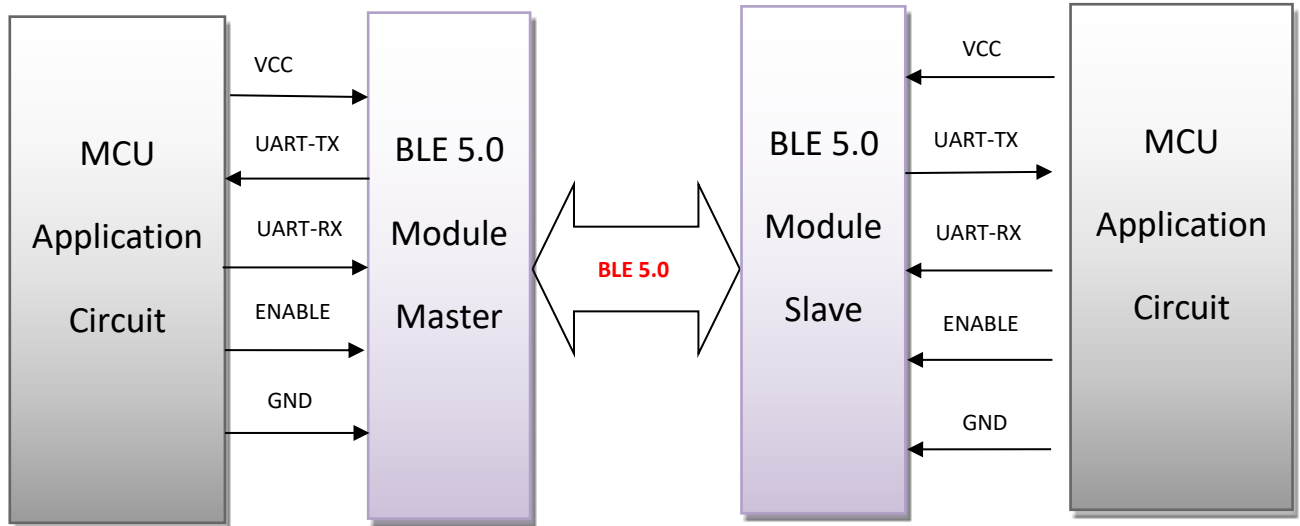 MCU
Application
Circuit
VCC
UART-TX
UART-RX
ENABLE
GND
BLE 5.0
Module
Master
BLE 5.0
BLE 5.0
Module
Slave
VCC
UART-TX
UART-RX
ENABLE
GND
MCU
Application
Circuit